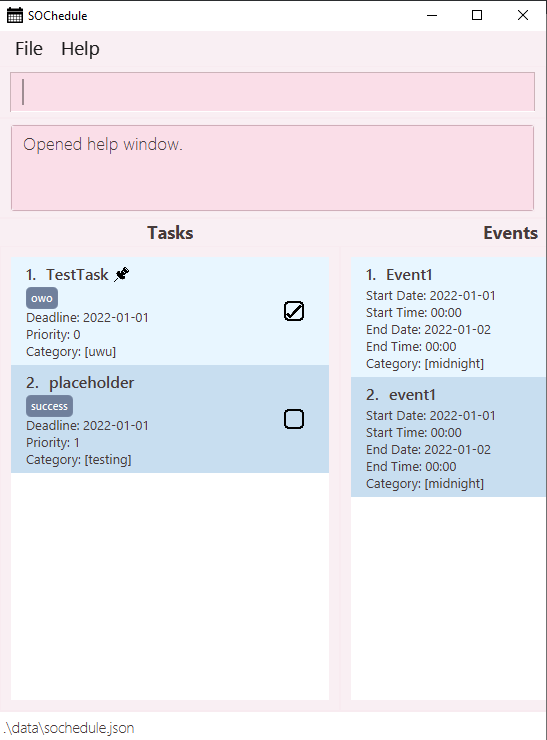 SOChedule
File Help
Opened help window.
Tasks
1. TestTask
owo
Deadline: 2022-01-01
Priority: 0
Category: [uwu]
2. placeholder
success
Deadline: 2022-01-01
Priority: 1
Category: [testing]
Events
1. Event1
Start Date: 2022-01-01
Start Time: 00:00
End Date: 2022-01-02
End Time: 00:00
Category: [midnight]
2. event1
Start Date: 2022-01-01
Start Time: 00:00
End Date: 2022-01-02
End Time: 00:00
Category: [midnight]
.\data\sochedule.json